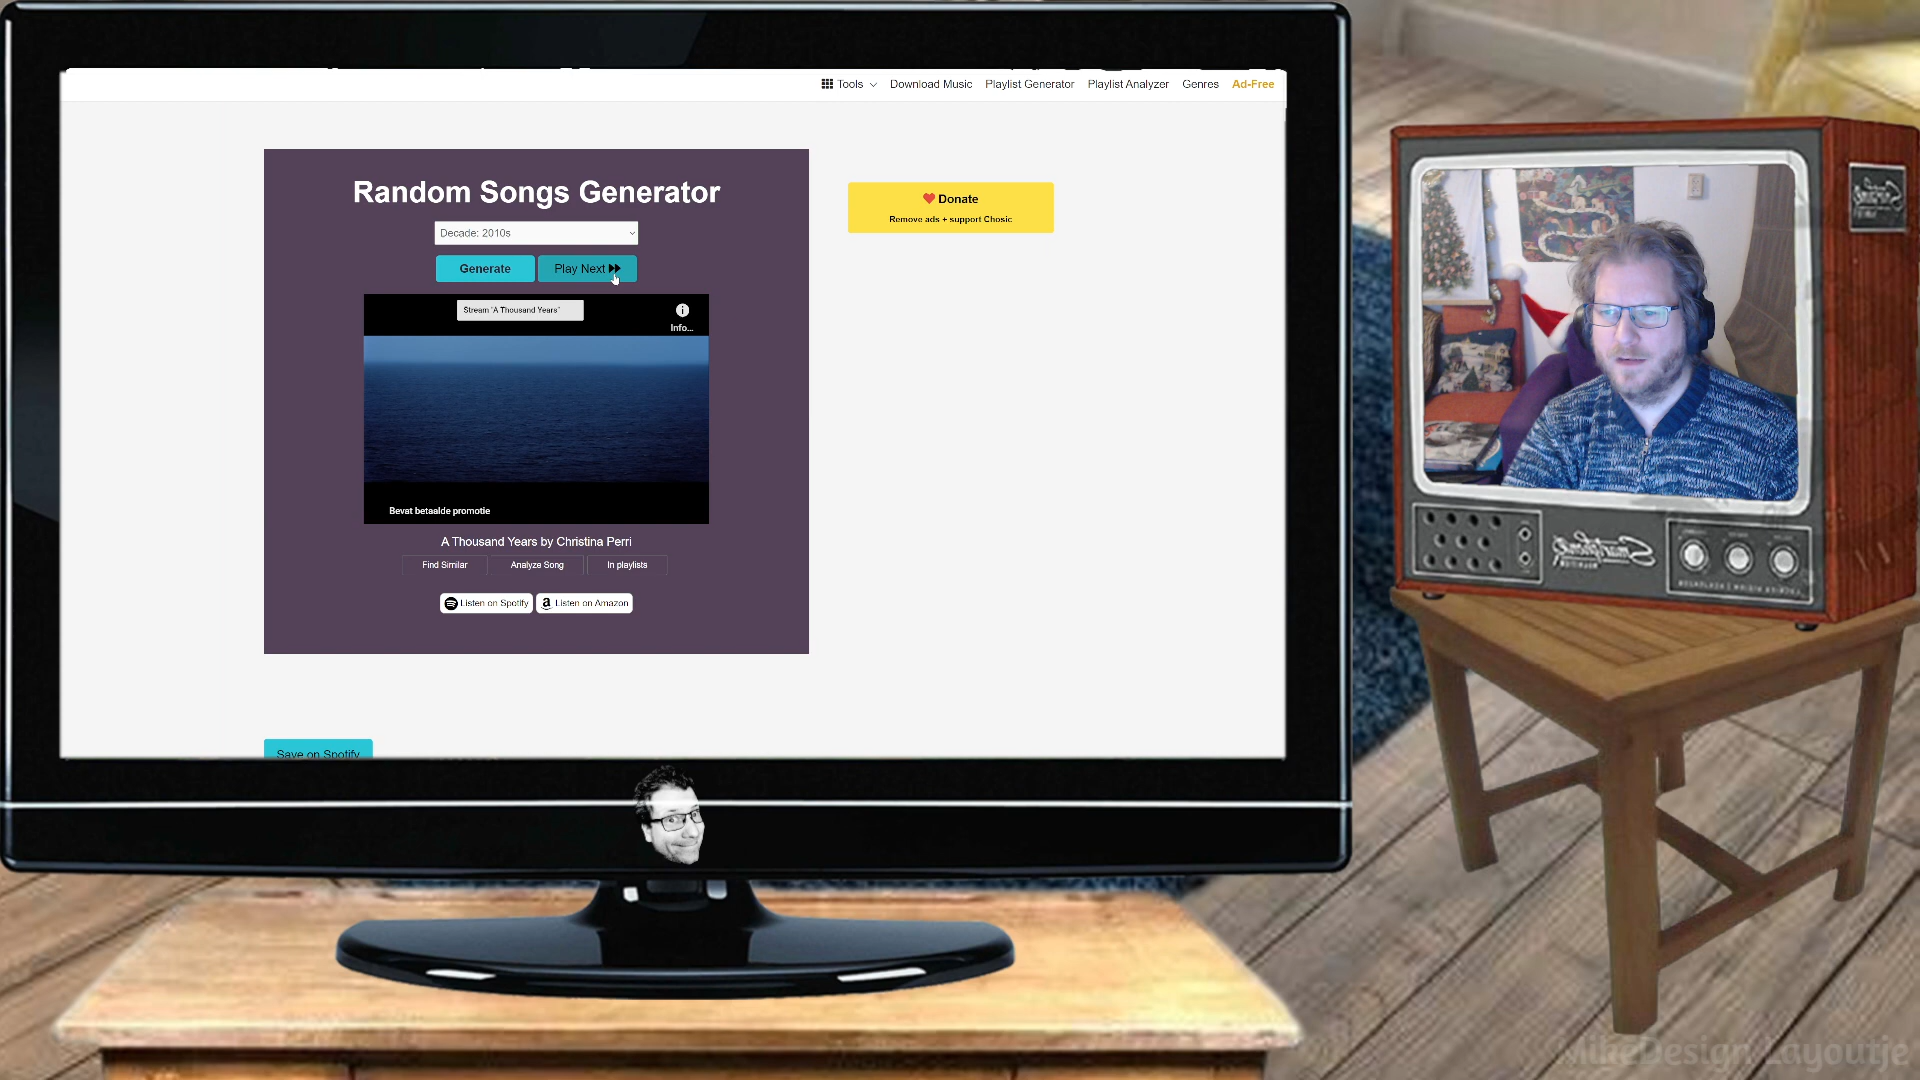 Tools
Download Music
Playlist Generator
Playlist Analyzer
Genres
Ad-Free
Random Songs Generator
Decade: 2010s
Generate
Play Next
Stream "A Thousand Years"
Info...
Bevat betaalde promotie
A Thousand Years by Christina Perri
Find Similar
Analyze Song
In playlists
Listen on Spotify
Listen on Amazon
Donate
Remove ads + support Chosic
Save on Spotify
MikeDesign Layoutje